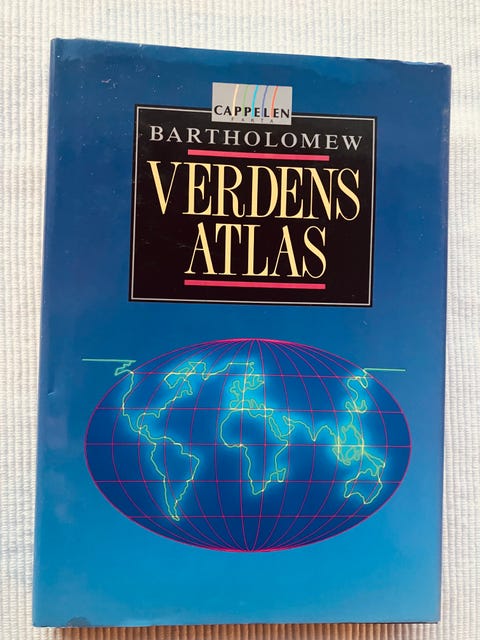 CAPPELEN
FAKTA
BARTHOLOMEW
VERDENS
ATLAS